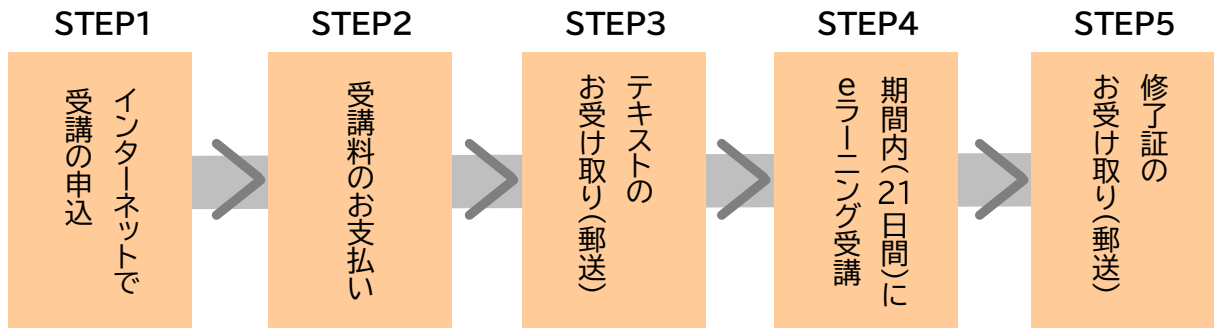 STEP1
インターネットで
受講の申込
STEP2
受講料のお支払い
STEP3
テキストの
お受け取り(郵送)
STEP4
期間内(21日間)に
eラーニング受講
STEP5
修了証の
お受け取り(郵送)